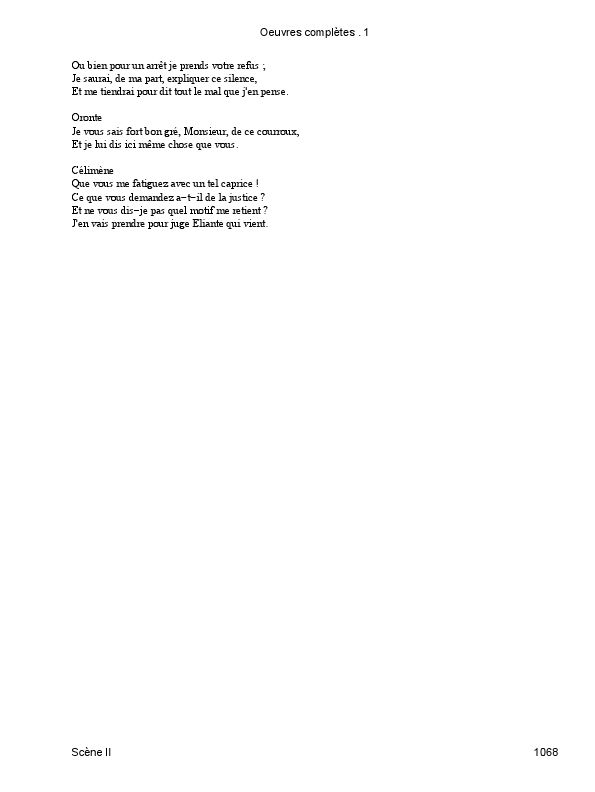 Oeuvres complètes . 1
Ou bien pour un arrêt je prends votre refus ;
Je saurai, de ma part, expliquer ce silence,
Et me tiendrai pour dit tout le mal que j'en pense.
Oronte
Je vous sais fort bon gré, Monsieur, de ce courroux,
Et je lui dis ici même chose que vous.
Célimène
Que vous me fatiguez avec un tel caprice !
Ce que vous demandez a−t−il de la justice ?
Et ne vous dis−je pas quel motif me retient ?
J'en vais prendre pour juge Eliante qui vient.
Scène II
1068